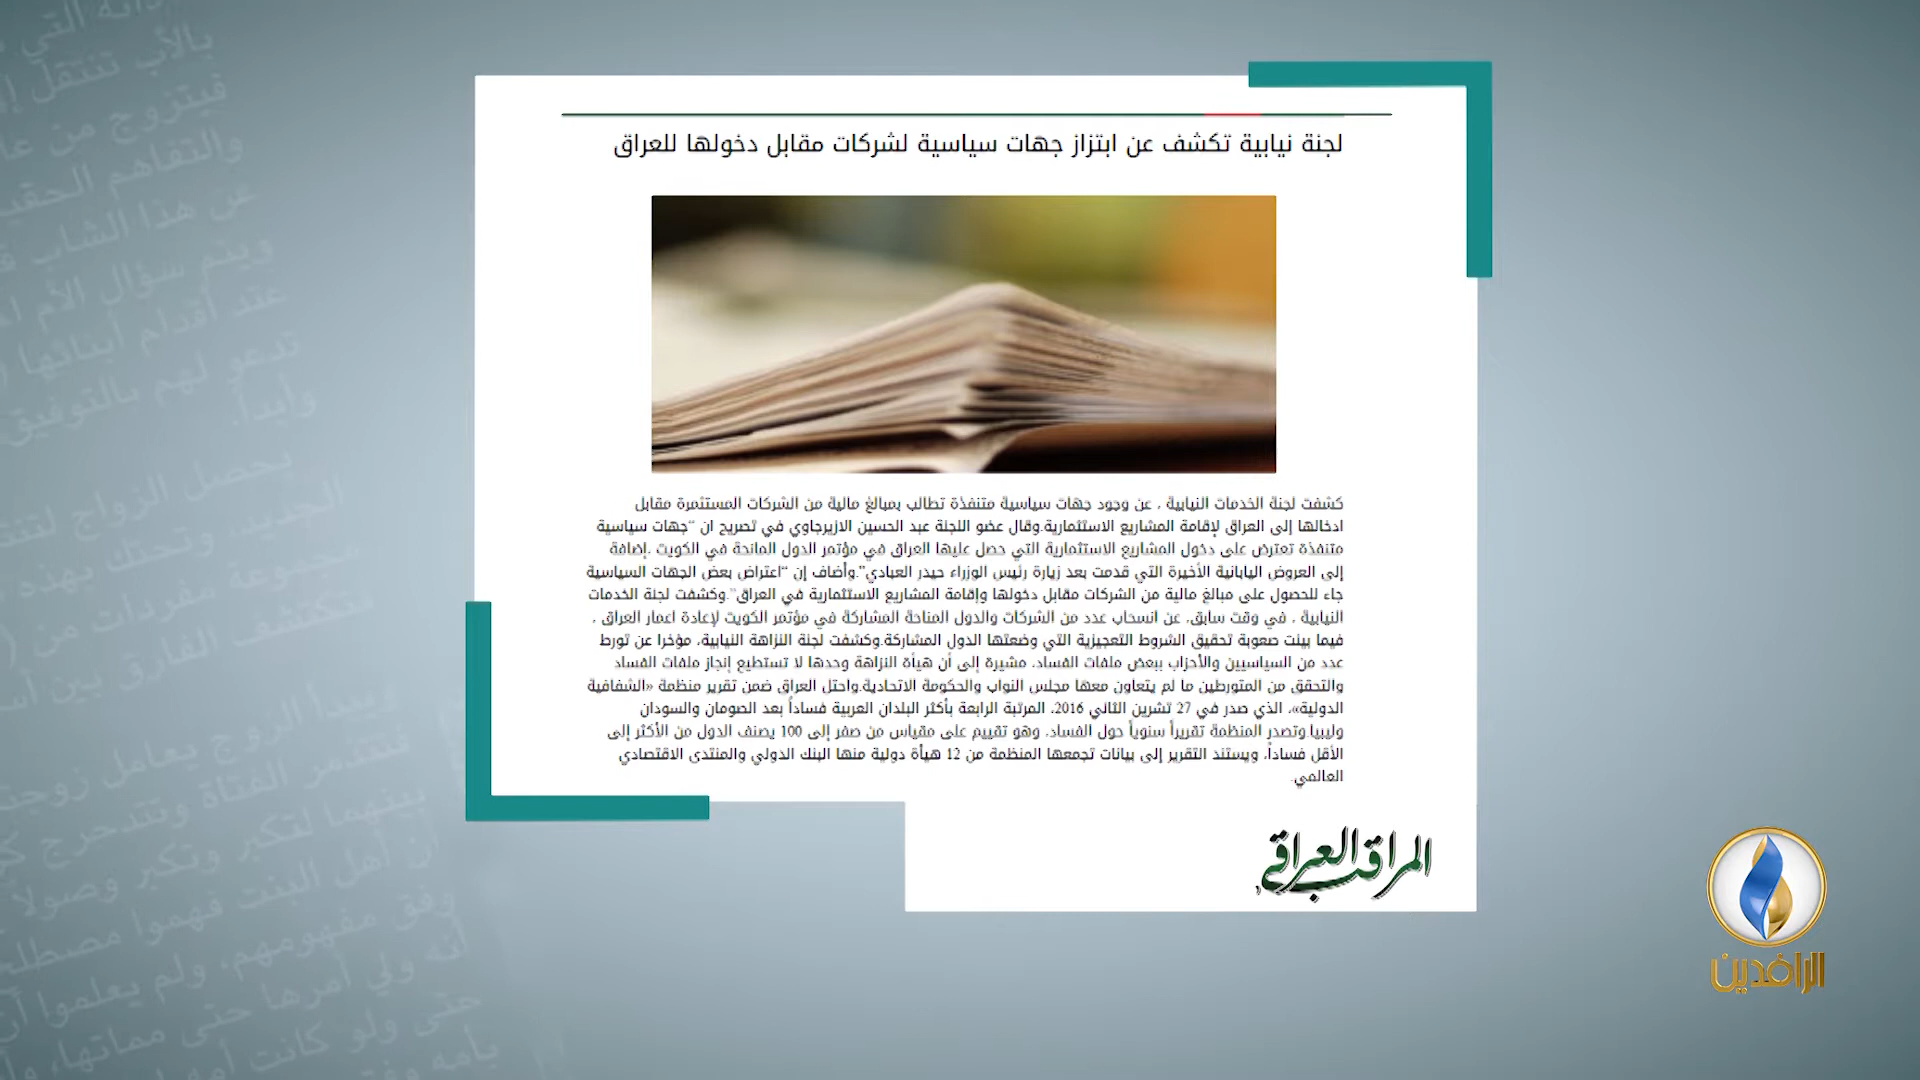 لجنة نيابية تكشف عن ابتزاز جهات سياسية لشركات مقابل دخولها للعراق
كشفت لجنة الخدمات النيابية ، عن وجود جهات سياسية متنفذة تطالب بمبالغ مالية من الشركات المستثمرة مقابل
ادخالها إلى العراق لإقامة المشاريع الاستثمارية.وقال عضو اللجنة عبد الحسين الازيرجاوي في تصريح ان “جهات سياسية
متنفذة تعترض على دخول المشاريع الاستثمارية التي حصل عليها العراق في مؤتمر الدول المانحة في الكويت ،إضافة
إلى العروض اليابانية الأخيرة التي قدمت بعد زيارة رئيس الوزراء حيدر العبادي”.وأضاف إن “اعتراض بعض الجهات السياسية
جاء للحصول على مبالغ مالية من الشركات مقابل دخولها وإقامة المشاريع الاستثمارية في العراق”.وكشفت لجنة الخدمات
النيابية ، في وقت سابق، عن انسحاب عدد من الشركات والدول المناحة المشاركة في مؤتمر الكويت لإعادة اعمار العراق ،
فيما بينت صعوبة تحقيق الشروط التعجيزية التي وضعتها الدول المشاركة.وكشفت لجنة النزاهة النيابية، مؤخرا عن تورط
عدد من السياسيين والأحزاب ببعض ملفات الفساد، مشيرة إلى أن هيأة النزاهة وحدها لا تستطيع إنجاز ملفات الفساد
والتحقق من المتورطين ما لم يتعاون معها مجلس النواب والحكومة الاتحادية.واحتل العراق ضمن تقرير منظمة «الشفافية
الدولية»، الذي صدر في 27 تشرين الثاني 2016، المرتبة الرابعة بأكثر البلدان العربية فساداً بعد الصومان والسودان
وليبيا.وتصدر المنظمة تقريراً سنوياً حول الفساد، وهو تقييم على مقياس من صفر إلى 100 يصنف الدول من الأكثر إلى
الأقل فساداً، ويستند التقرير إلى بيانات تجمعها المنظمة من 12 هيأة دولية منها البنك الدولي والمنتدى الاقتصادي
العالمي.
المراقب العراقي
الرافدين